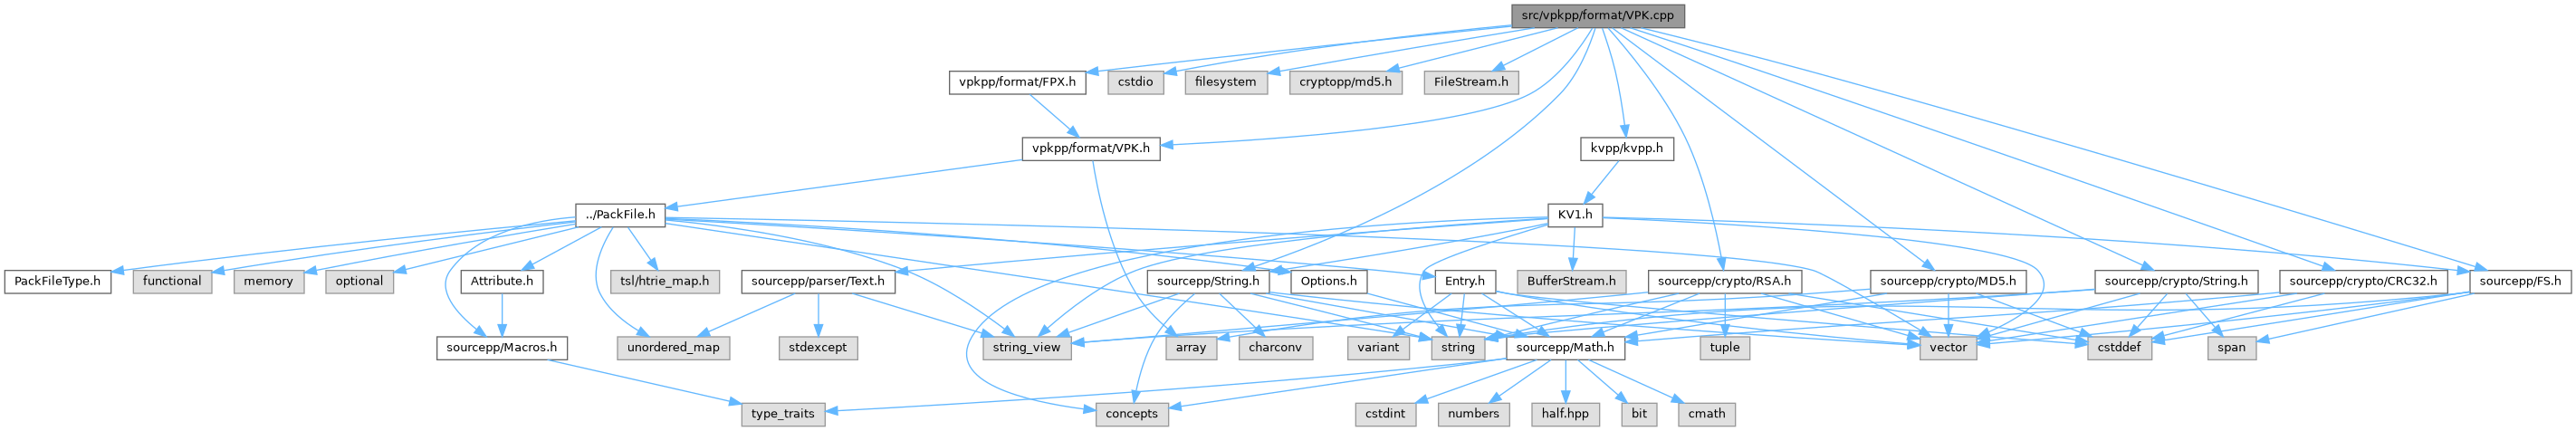 src/vpkpp/format/VPK.cpp
vpkpp/format/FPX.h
cstdio
filesystem
cryptopp/md5.h
FileStream.h
vpkpp/format/VPK.h
kvpp/kvpp.h
../PackFile.h
KV1.h
PackFileType.h
functional
memory
optional
Attribute.h
tsl/htrie_map.h
sourcepp/parser/Text.h
sourcepp/String.h
Options.h
Entry.h
BufferStream.h
sourcepp/crypto/RSA.h
sourcepp/crypto/MD5.h
sourcepp/crypto/String.h
sourcepp/crypto/CRC32.h
sourcepp/FS.h
sourcepp/Macros.h
unordered_map
stdexcept
string_view
array
charconv
variant
string
sourcepp/Math.h
tuple
vector
cstddef
span
type_traits
concepts
cstdint
numbers
half.hpp
bit
cmath